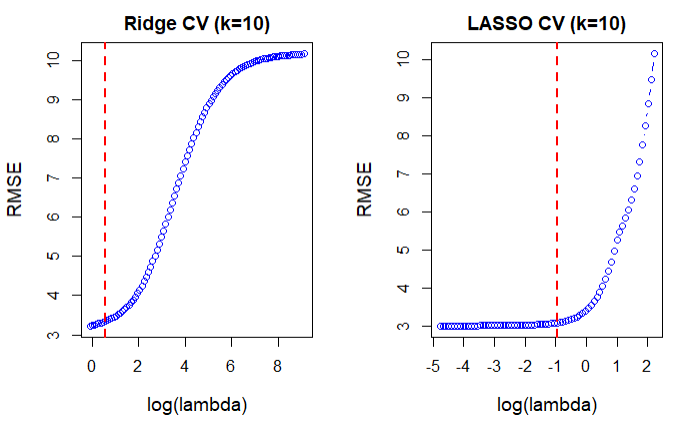 Ridge CV (k=10)
RMSE
10
9
8
7
6
5
4
3
0 2 4 6 8
log(lambda)
LASSO CV (k=10)
RMSE
10
9
8
7
6
5
4
3
-5 -4 -3 -2 -1 0 1 2
log(lambda)